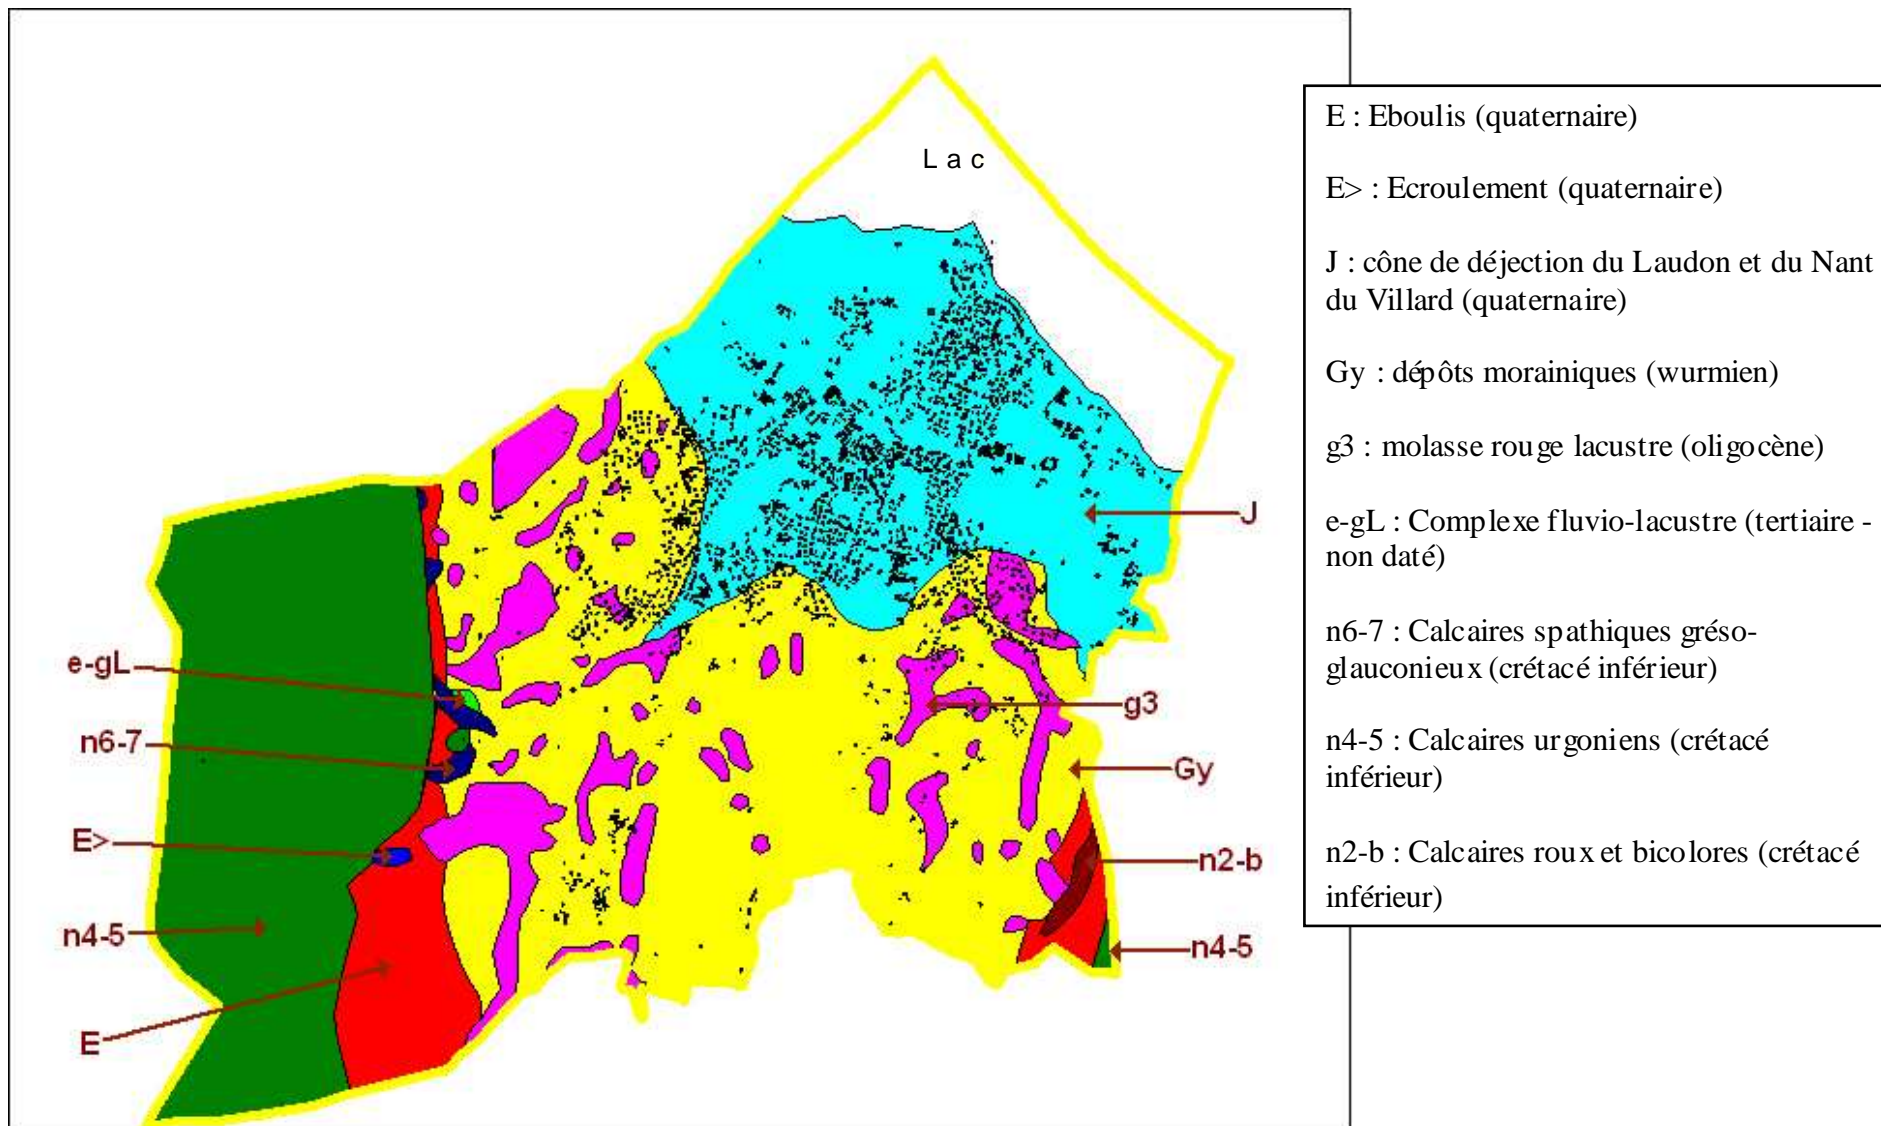 L a c
J
e-gL
g3
n6-7
Gy
E>
n2-b
n4-5
n4-5
E
E : Eboulis (quaternaire)
E> : Ecroulement (quaternaire)
J : cône de déjection du Laudon et du Nant
du Villard (quaternaire)
Gy : dépôts morainiques (wurmien)
g3 : molasse rouge lacustre (oligocène)
e-gL : Complexe fluvio-lacustre (tertiaire -
non daté)
n6-7 : Calcaires spathiques gréso-
glauconieux (crétacé inférieur)
n4-5 : Calcaires urgoniens (crétacé
inférieur)
n2-b : Calcaires roux et bicolores (crétacé
inférieur)